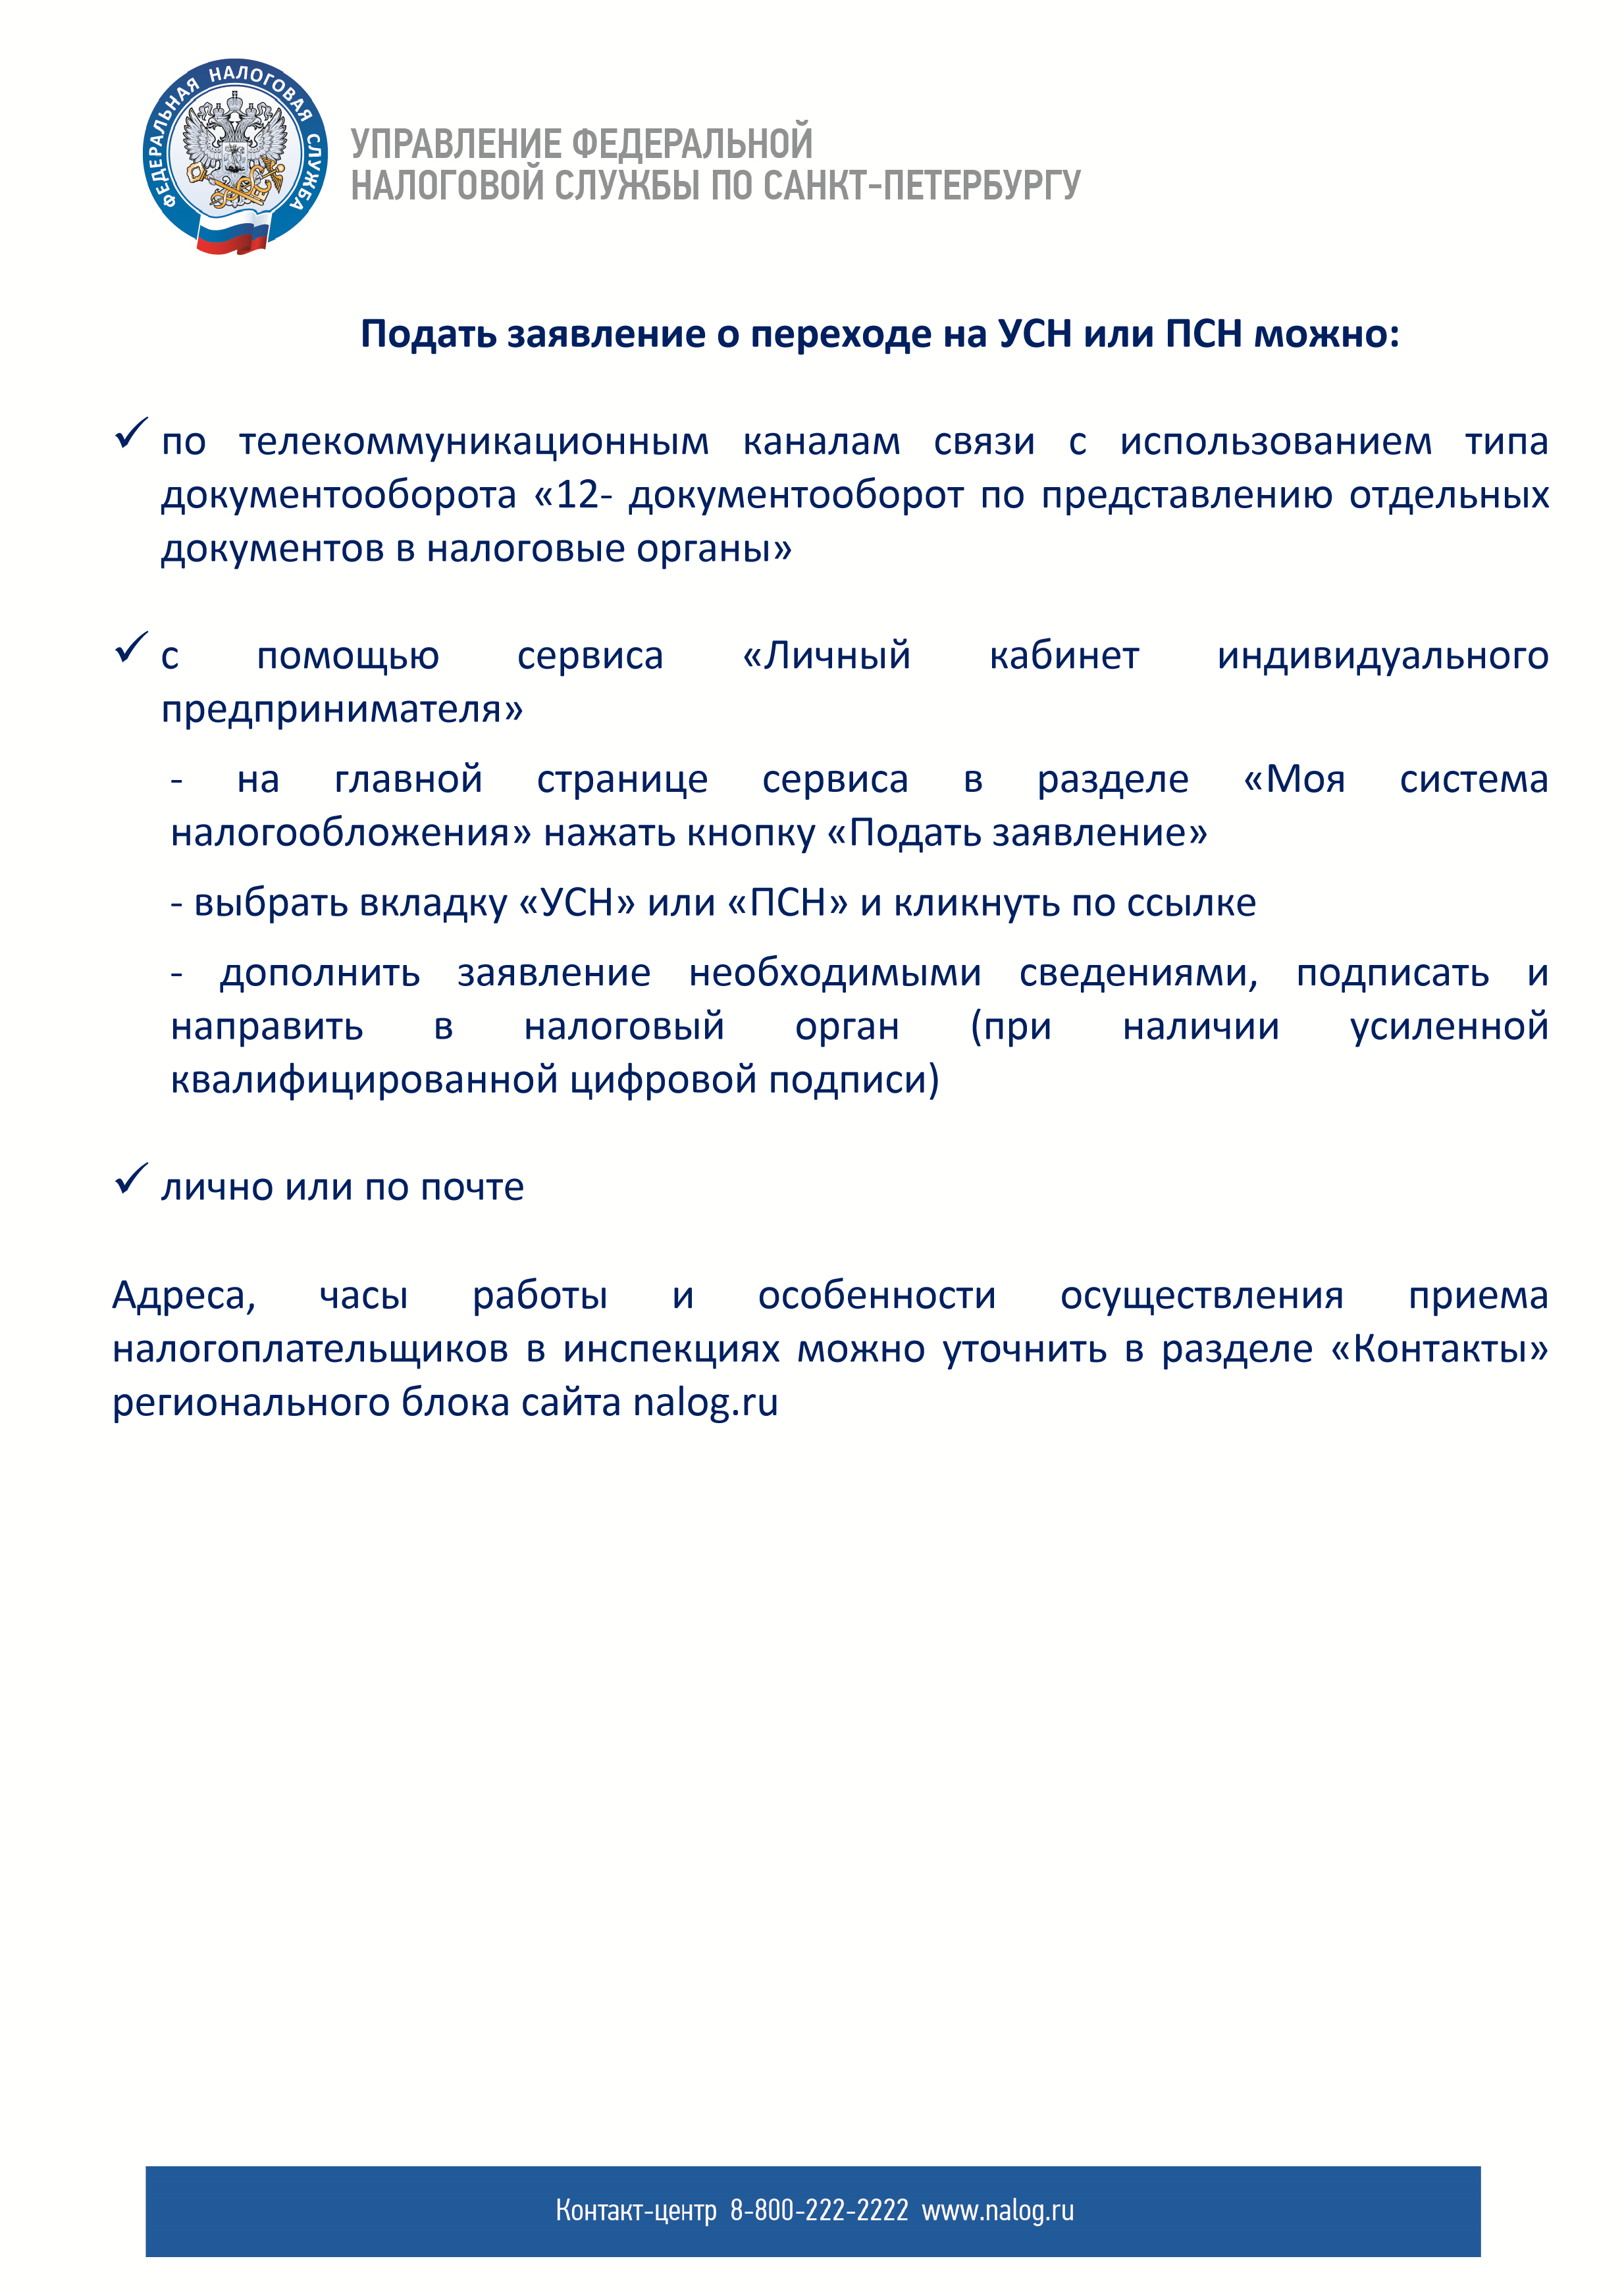 ФЕДЕРАЛЬНАЯ НАЛОГОВАЯ СЛУЖБА
УПРАВЛЕНИЕ ФЕДЕРАЛЬНОЙ
НАЛОГОВОЙ СЛУЖБЫ ПО САНКТ-ПЕТЕРБУРГУ
Подать заявление о переходе на УСН или ПСН можно:
✓ по телекоммуникационным каналам связи с использованием типа
документооборота «12- документооборот по представлению отдельных
документов в налоговые органы»
✓ с помощью сервиса «Личный кабинет индивидуального
предпринимателя»
- на главной странице сервиса в разделе «Моя система
налогообложения» нажать кнопку «Подать заявление»
- выбрать вкладку «УСН» или «ПСН» и кликнуть по ссылке
- дополнить заявление необходимыми сведениями, подписать и
направить в налоговый орган (при наличии усиленной
квалифицированной цифровой подписи)
✓ лично или по почте
Адреса, часы работы и особенности осуществления приема
налогоплательщиков в инспекциях можно уточнить в разделе «Контакты»
регионального блока сайта nalog.ru
Контакт-центр 8-800-222-2222 www.nalog.ru